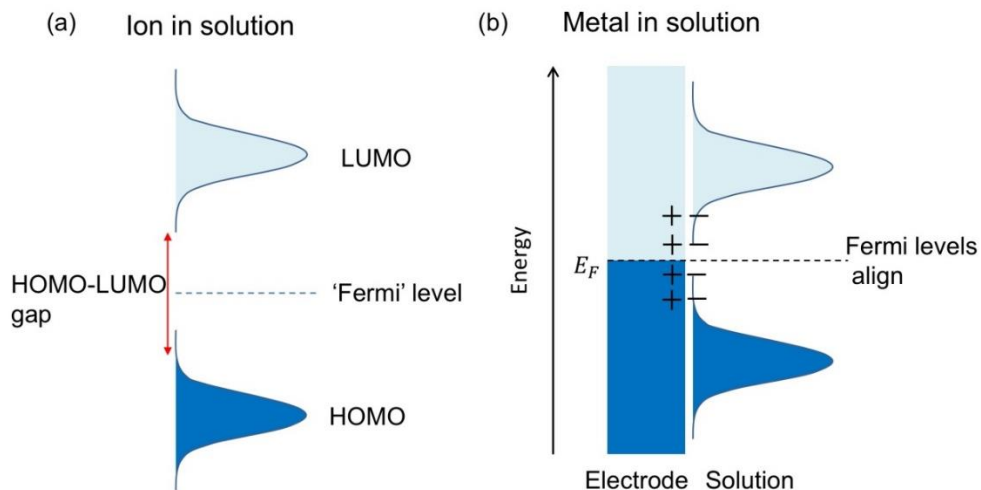 (a)
Ion in solution
LUMO
HOMO-LUMO
gap
'Fermi' level
HOMO
(b)
Metal in solution
Energy
+ −
+ −
E_F
+ −
+ −
Fermi levels
align
Electrode
Solution